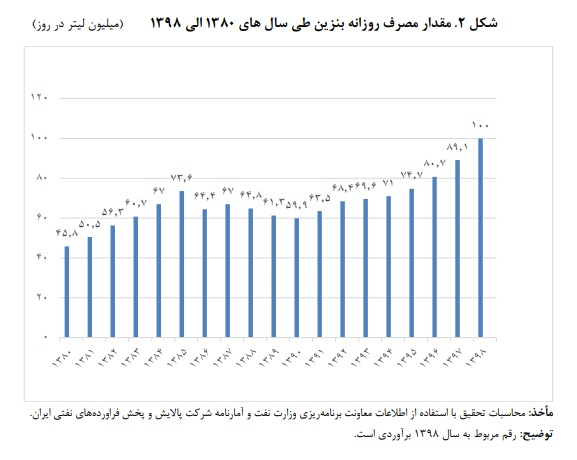 شکل ۲. مقدار مصرف روزانه بنزین طی سال های ۱۳۸۰ الی ۱۳۹۸ (میلیون لیتر در روز)
۱۲۰
۱۰۰
۸۰
۶۰
۴۰
۲۰
۰
۴۵,۸ ۵۰,۵ ۵۶,۳ ۶۰,۷ ۶۷ ۷۳,۶ ۶۴,۴ ۶۷ ۶۴,۸ ۶۱,۳ ۵۹,۹ ۶۳,۵ ۶۸,۴ ۶۹,۶ ۷۱ ۷۴,۷ ۸۰,۷ ۸۹,۱ ۱۰۰
۱۳۸۰ ۱۳۸۱ ۱۳۸۲ ۱۳۸۳ ۱۳۸۴ ۱۳۸۵ ۱۳۸۶ ۱۳۸۷ ۱۳۸۸ ۱۳۸۹ ۱۳۹۰ ۱۳۹۱ ۱۳۹۲ ۱۳۹۳ ۱۳۹۴ ۱۳۹۵ ۱۳۹۶ ۱۳۹۷ ۱۳۹۸
مأخذ: محاسبات تحقیق با استفاده از اطلاعات معاونت برنامه‌ریزی وزارت نفت و آمارنامه شرکت پالایش و پخش فراورده‌های نفتی ایران.
توضیح: رقم مربوط به سال ۱۳۹۸ برآوردی است.